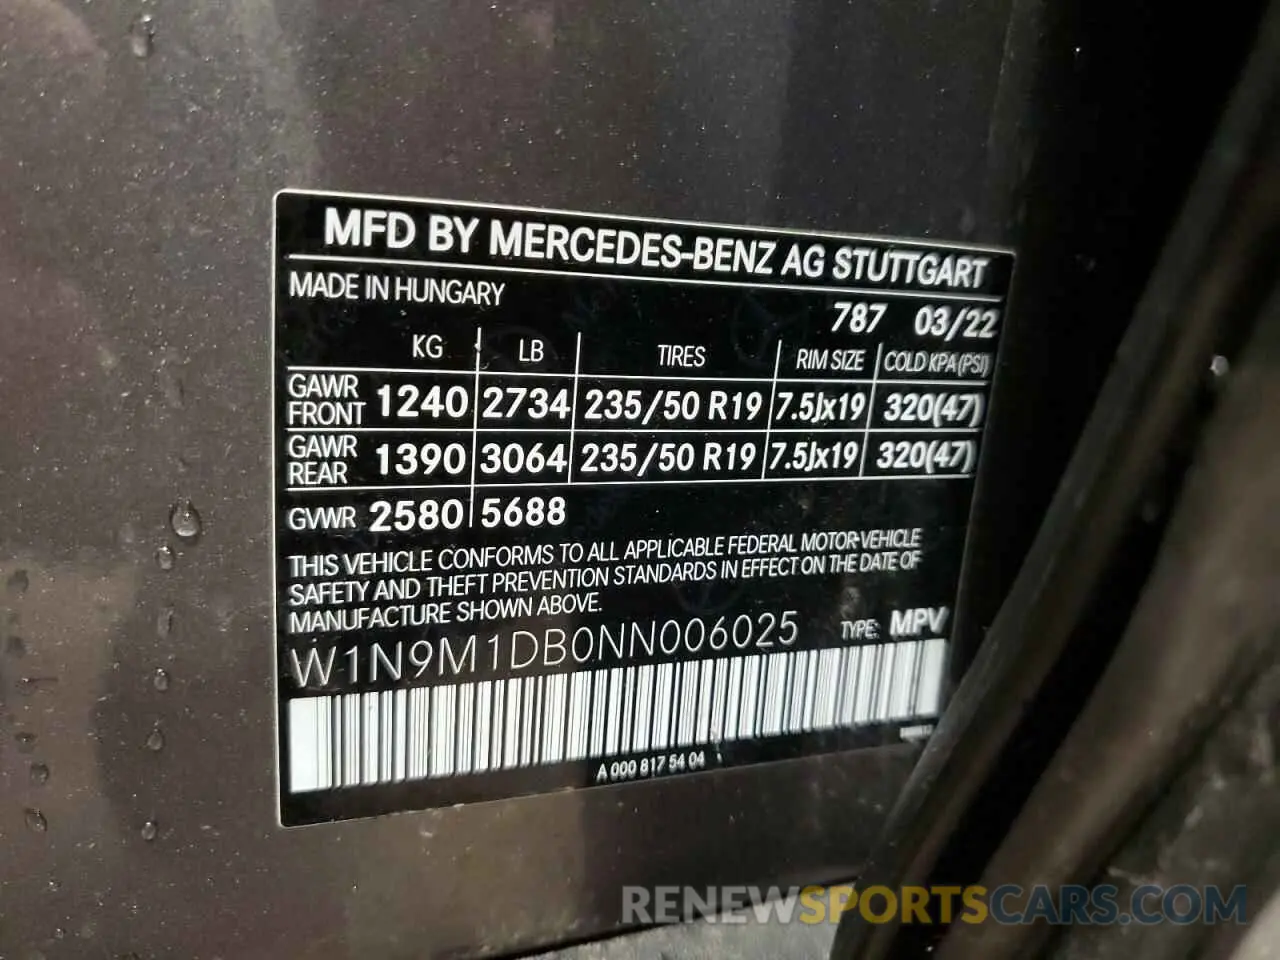 MFD BY MERCEDES-BENZ AG STUTTGART
MADE IN HUNGARY
787 03/22
KG LB TIRES RIM SIZE COLD KPA (PSI)
GAWR FRONT 1240 2734 235/50 R19 7.5Jx19 320(47)
GAWR REAR 1390 3064 235/50 R19 7.5Jx19 320(47)
GVWR 2580 5688
THIS VEHICLE CONFORMS TO ALL APPLICABLE FEDERAL MOTOR VEHICLE
SAFETY AND THEFT PREVENTION STANDARDS IN EFFECT ON THE DATE OF
MANUFACTURE SHOWN ABOVE.
W1N9M1DB0NN006025 TYPE: MPV
A 000 817 54 04
RENEWSPORTSCARS.COM